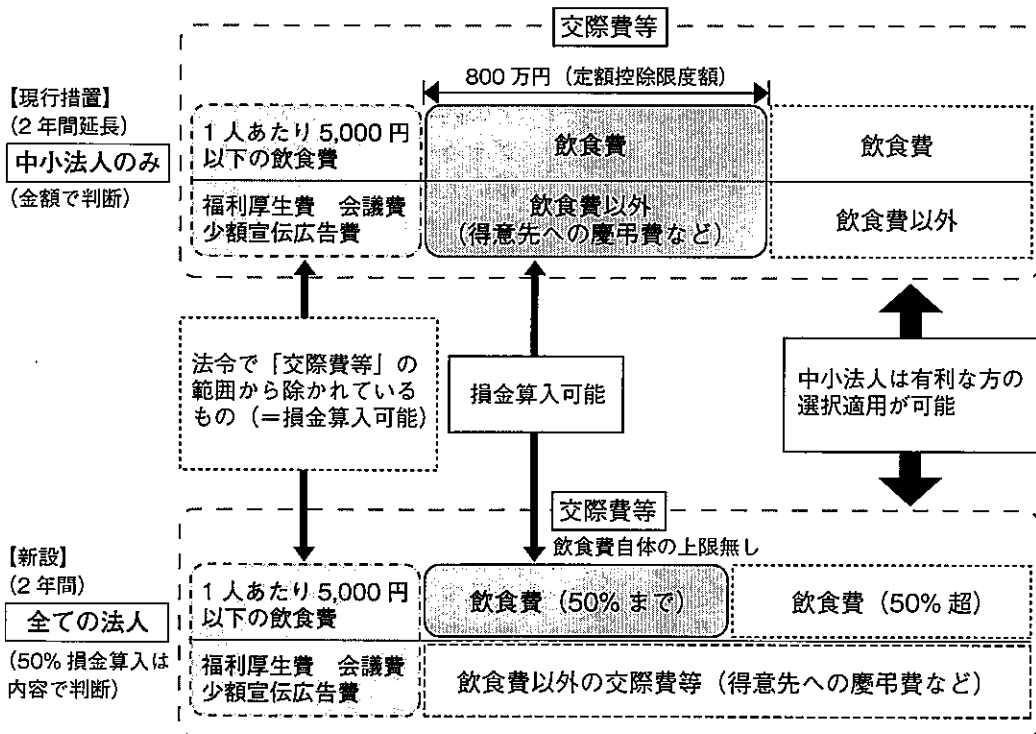 交際費等
800万円（定額控除限度額）
【現行措置】
（2年間延長）
中小法人のみ
（金額で判断）
1人あたり5,000円
以下の飲食費
飲食費
飲食費
福利厚生費 会議費
少額宣伝広告費
飲食費以外
（得意先への慶弔費など）
飲食費以外
法令で「交際費等」の
範囲から除かれている
もの（＝損金算入可能）
損金算入可能
中小法人は有利な方の
選択適用が可能
交際費等
飲食費自体の上限無し
【新設】
（2年間）
全ての法人
（50%損金算入は
内容で判断）
1人あたり5,000円
以下の飲食費
飲食費（50%まで）
飲食費（50%超）
福利厚生費 会議費
少額宣伝広告費
飲食費以外の交際費等（得意先への慶弔費など）